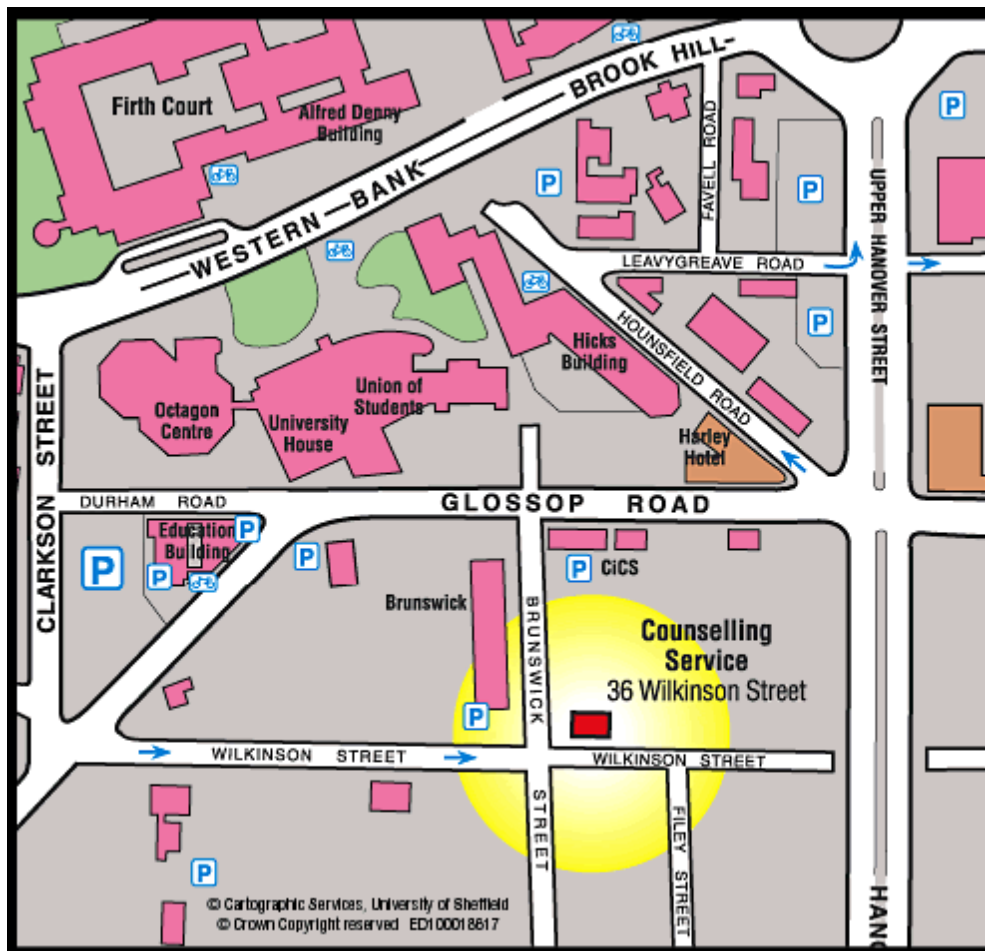 BROOK HILL
Firth Court
Alfred Denny
Building
P
FAVELL ROAD
P
P
WESTERN BANK
UPPER HANOVER STREET
LEAVYGREAVE ROAD
P
HOUNSFIELD ROAD
Hicks
Building
Union of
Students
Octagon
Centre
University
House
Harley
Hotel
CLARKSON STREET
DURHAM ROAD
GLOSSOP ROAD
Education
Building
P
P
P
P
P
CiCS
Brunswick
BRUNSWICK
STREET
Counselling
Service
36 Wilkinson Street
P
WILKINSON STREET
WILKINSON STREET
FILEY STREET
P
HAN
© Cartographic Services, University of Sheffield
© Crown Copyright reserved ED100018617